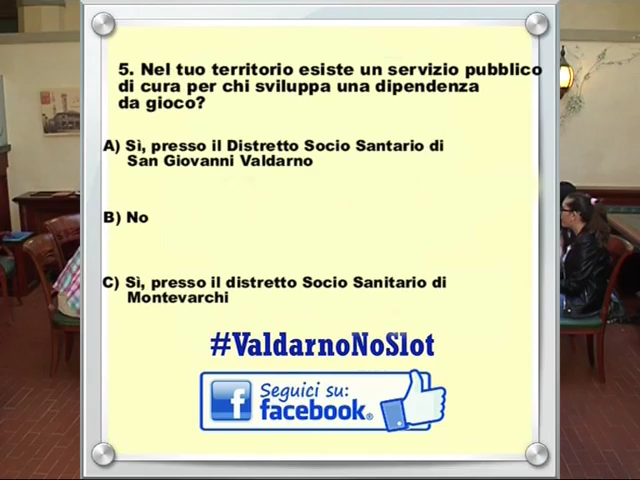 5. Nel tuo territorio esiste un servizio pubblico
di cura per chi sviluppa una dipendenza
da gioco?
A) Sì, presso il Distretto Socio Santario di
San Giovanni Valdarno
B) No
C) Sì, presso il distretto Socio Sanitario di
Montevarchi
#ValdarnoNoSlot
Seguici su:
facebook®